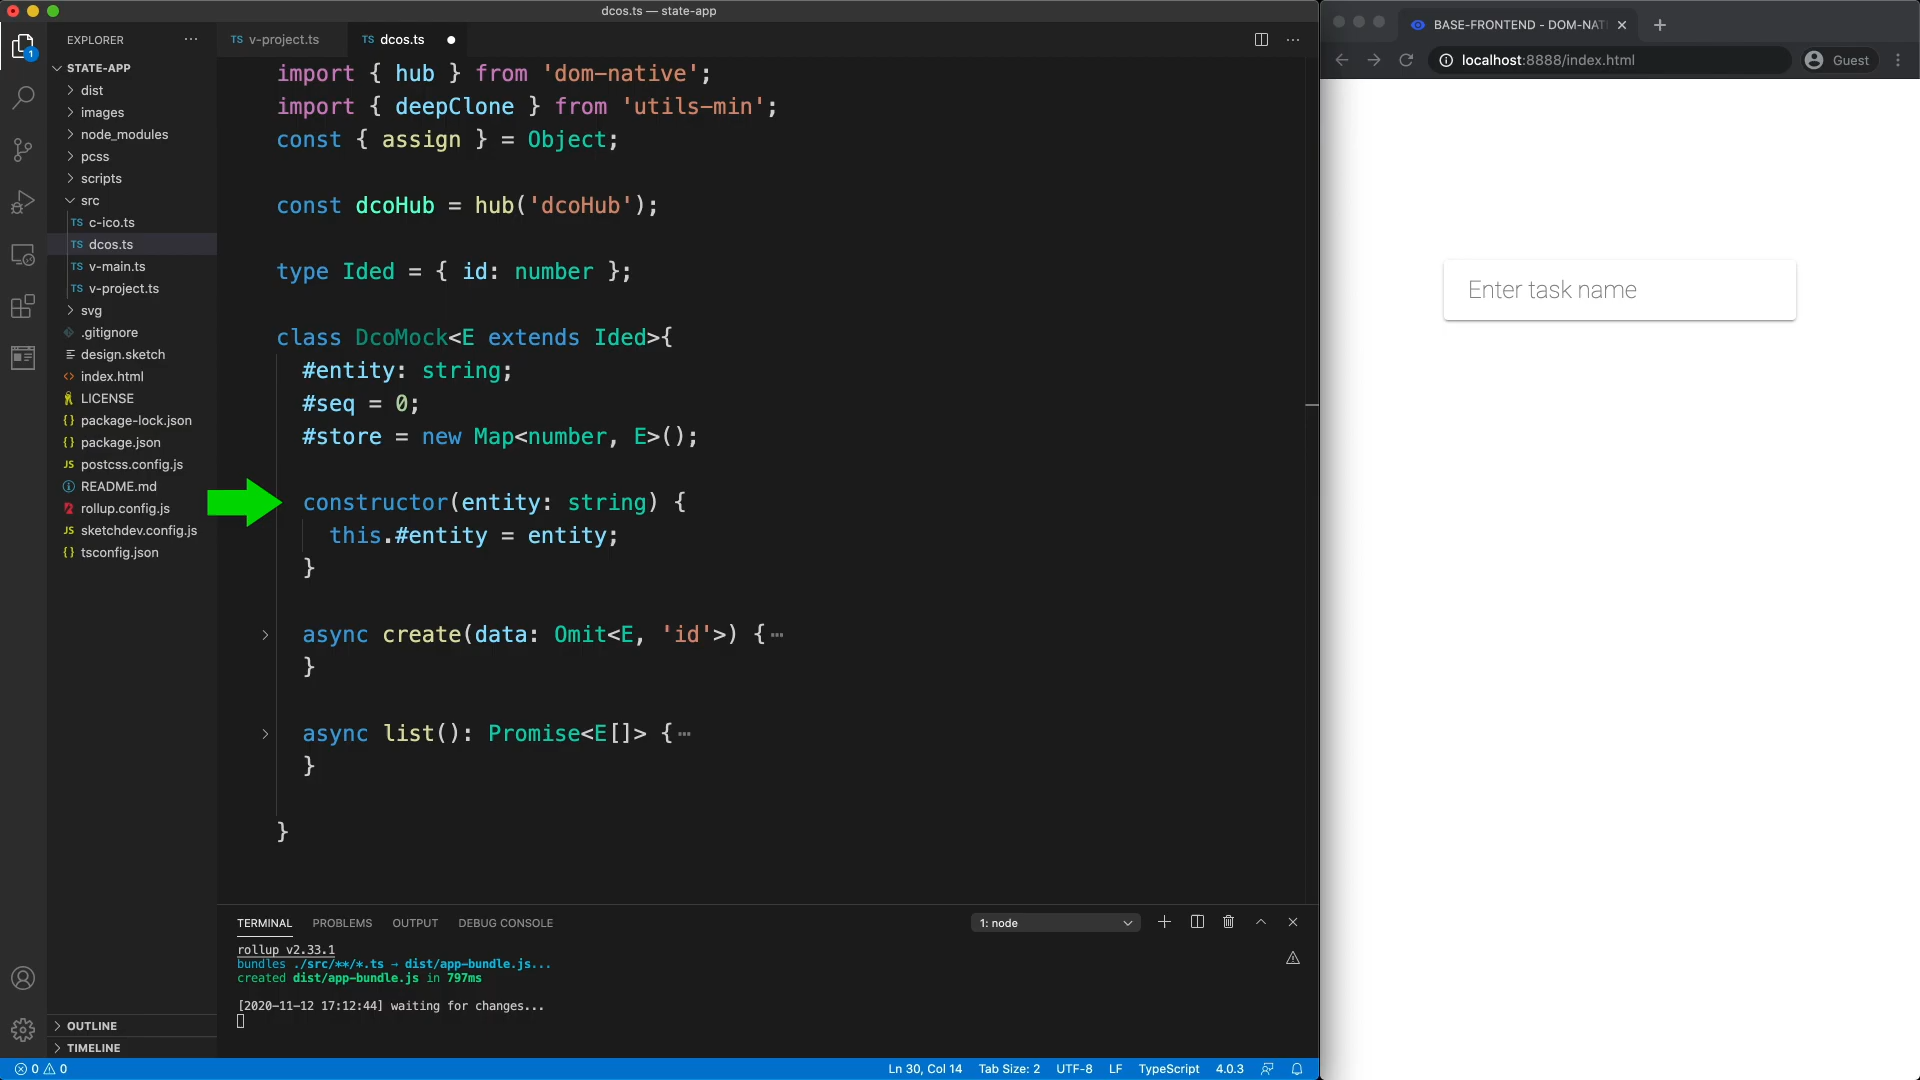 dcos.ts — state-app
EXPLORER
TS v-project.ts
TS dcos.ts
STATE-APP
dist
images
node_modules
pcss
scripts
src
TS c-ico.ts
TS dcos.ts
TS v-main.ts
TS v-project.ts
svg
.gitignore
design.sketch
index.html
LICENSE
package-lock.json
package.json
JS postcss.config.js
README.md
rollup.config.js
JS sketchdev.config.js
tsconfig.json
OUTLINE
TIMELINE
1
import { hub } from 'dom-native';
import { deepClone } from 'utils-min';
const { assign } = Object;
const dcoHub = hub('dcoHub');
type Ided = { id: number };
class DcoMock<E extends Ided>{
#entity: string;
#seq = 0;
#store = new Map<number, E>();
constructor(entity: string) {
this.#entity = entity;
}
async create(data: Omit<E, 'id'>) {⋯
}
async list(): Promise<E[]> {⋯
}
}
TERMINAL PROBLEMS OUTPUT DEBUG CONSOLE
1: node
rollup v2.33.1
bundles ./src/**/*.ts → dist/app-bundle.js...
created dist/app-bundle.js in 797ms
[2020-11-12 17:12:44] waiting for changes...
0 0
Ln 30, Col 14 Tab Size: 2 UTF-8 LF TypeScript 4.0.3
BASE-FRONTEND - DOM-NAT
localhost:8888/index.html
Guest
Enter task name